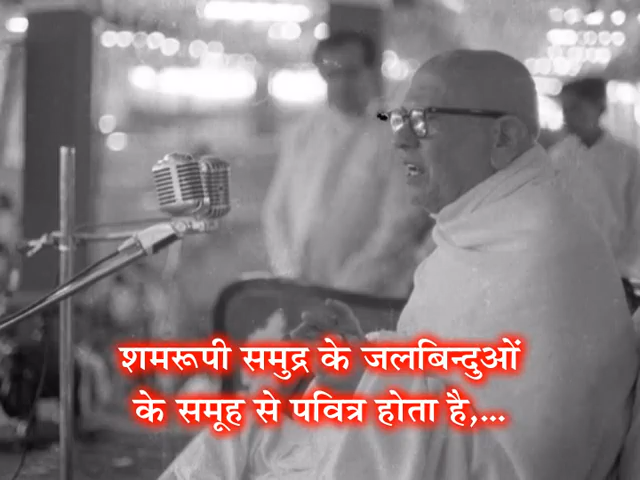 शमरूपी समुद्र के जलबिन्दुओं
के समूह से पवित्र होता है,...